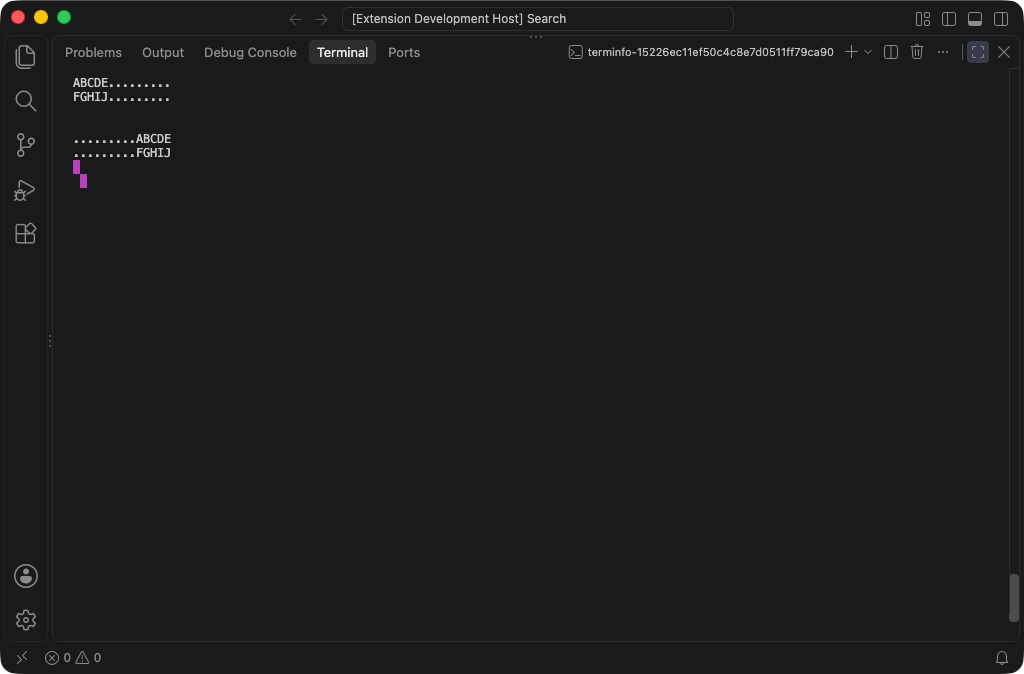 [Extension Development Host] Search
Problems Output Debug Console Terminal Ports
terminfo-15226ec11ef50c4c8e7d0511ff79ca90
ABCDE.........
FGHIJ.........
.........ABCDE
.........FGHIJ
0 0